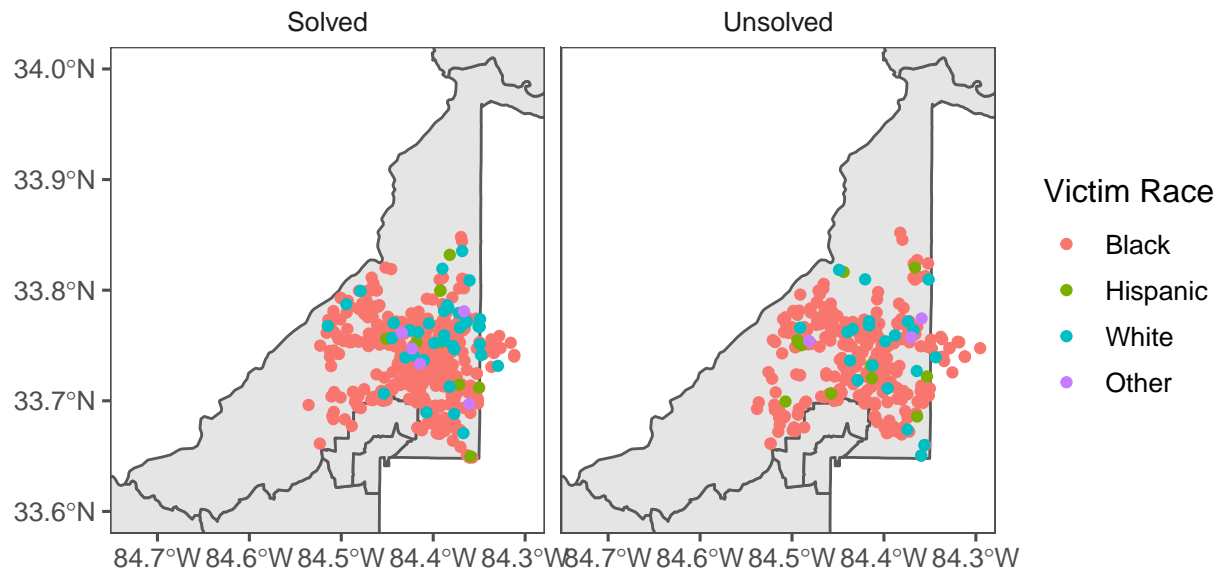 Solved Unsolved
34.0°N
33.9°N
33.8°N
33.7°N
33.6°N
84.7°W 84.6°W 84.5°W 84.4°W 84.3°W 84.7°W 84.6°W 84.5°W 84.4°W 84.3°W
Victim Race
Black
Hispanic
White
Other